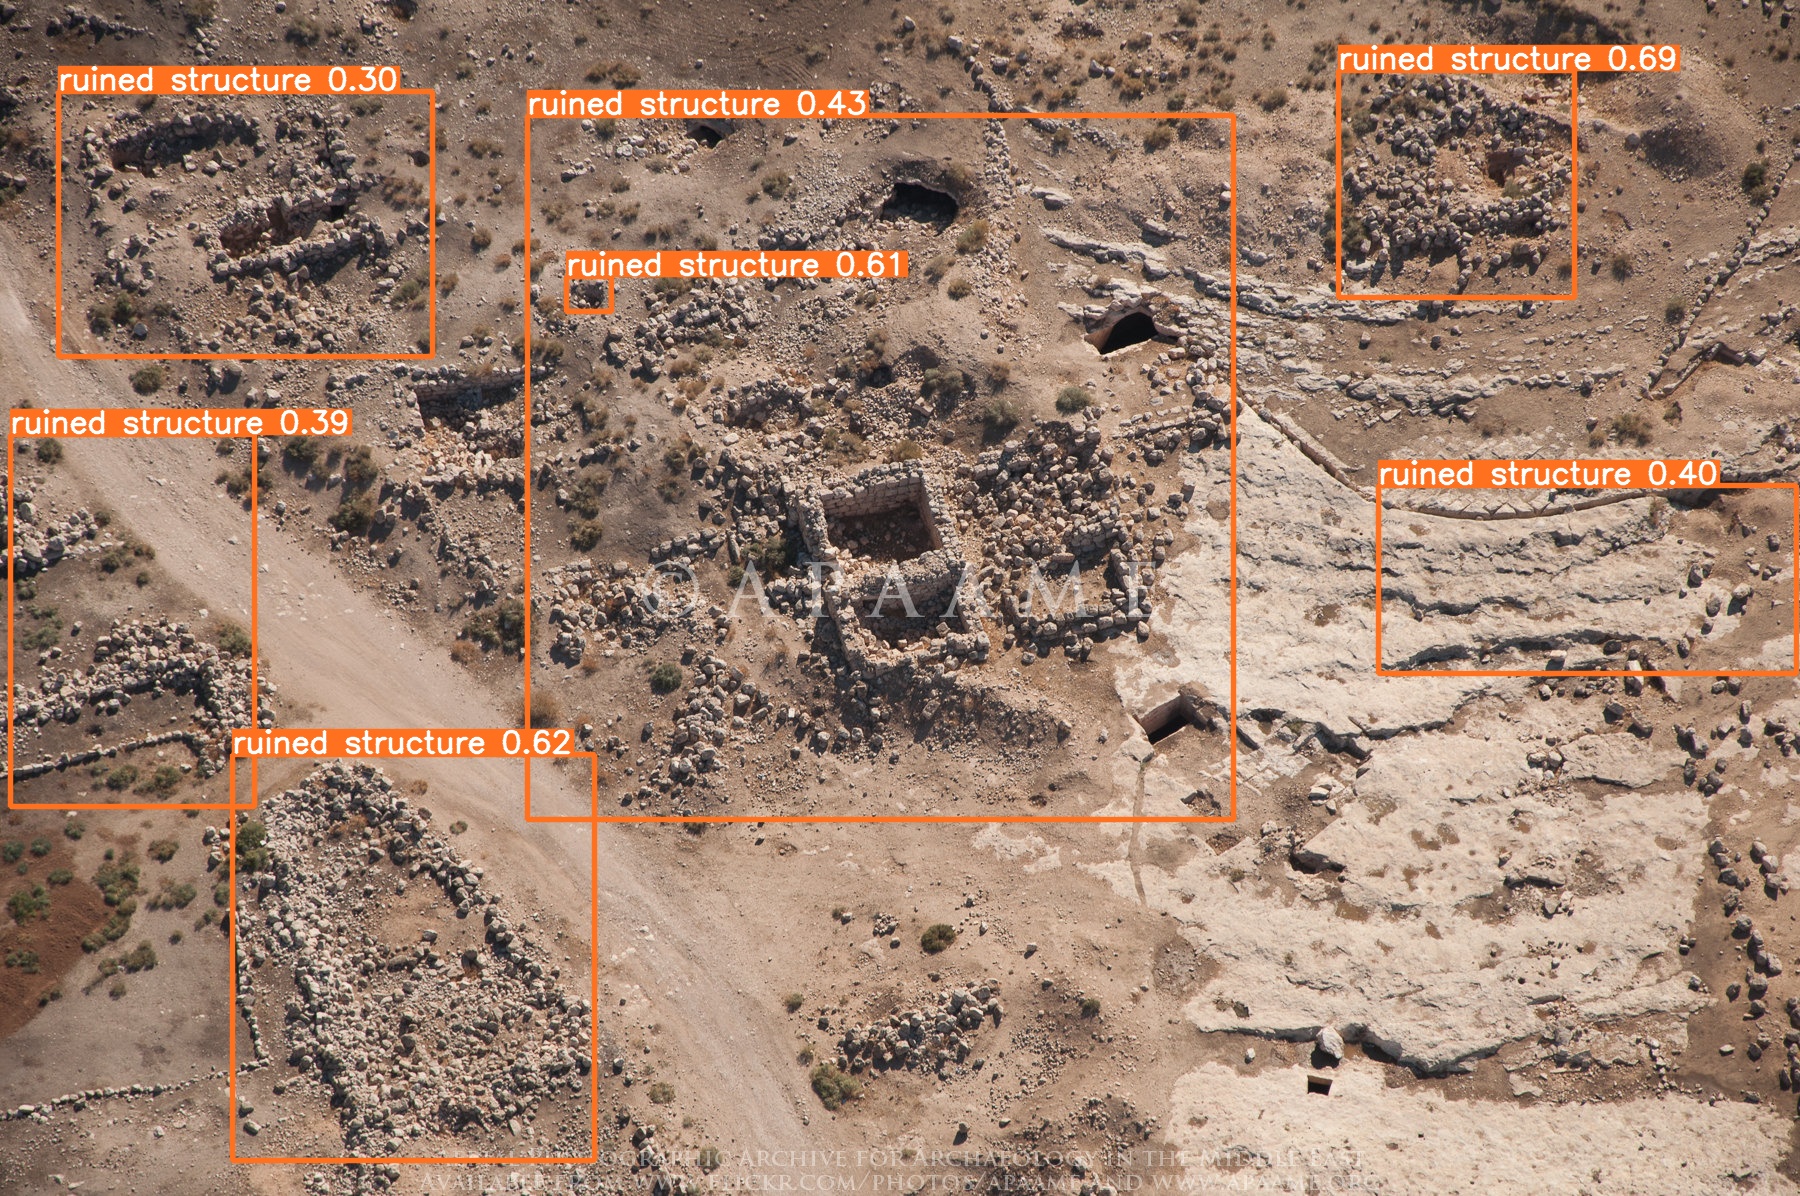 ruined structure 0.69
ruined structure 0.30
ruined structure 0.43
ruined structure 0.61
ruined structure 0.39
ruined structure 0.40
© APAAME
ruined structure 0.62
Aerial Photographic Archive for Archaeology in the Middle East
Available from www.flickr.com/photos/apaame and www.apaame.org